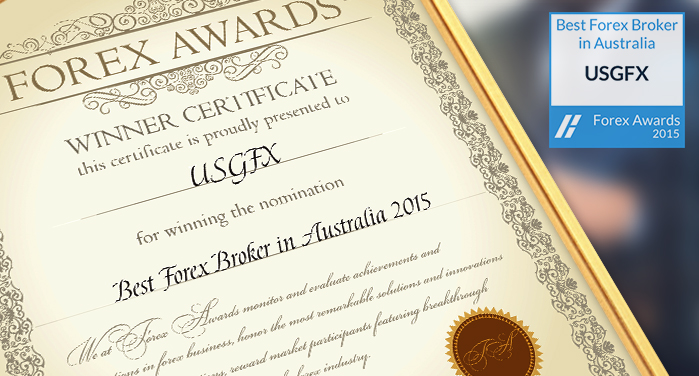 FOREX AWARDS
WINNER CERTIFICATE
this certificate is proudly presented to
USGFX
for winning the nomination
Best Forex Broker in Australia 2015
We at Forex Awards monitor and evaluate achievements and
in forex business, honor the most remarkable solutions and innovations
reward market participants featuring breakthrough
forex industry.
FA
Best Forex Broker
in Australia
USGFX
Forex Awards
2015